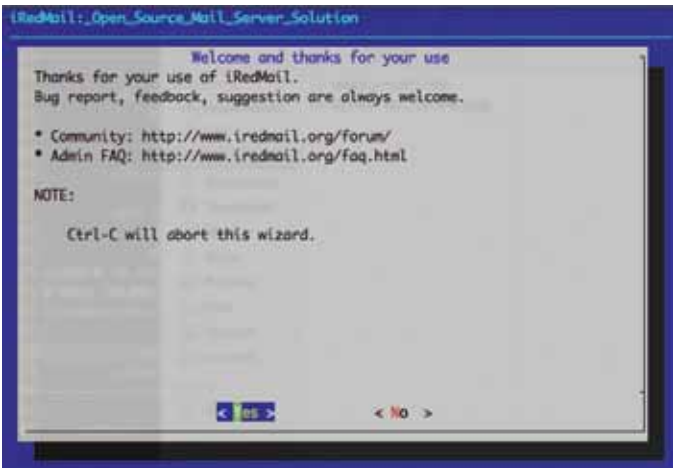 iRedMail:_Open_Source_Mail_Server_Solution
Welcome and thanks for your use
Thanks for your use of iRedMail.
Bug report, feedback, suggestion are always welcome.
* Community: http://www.iredmail.org/forum/
* Admin FAQ: http://www.iredmail.org/faq.html
NOTE:
Ctrl-C will abort this wizard.
< Yes > < No >